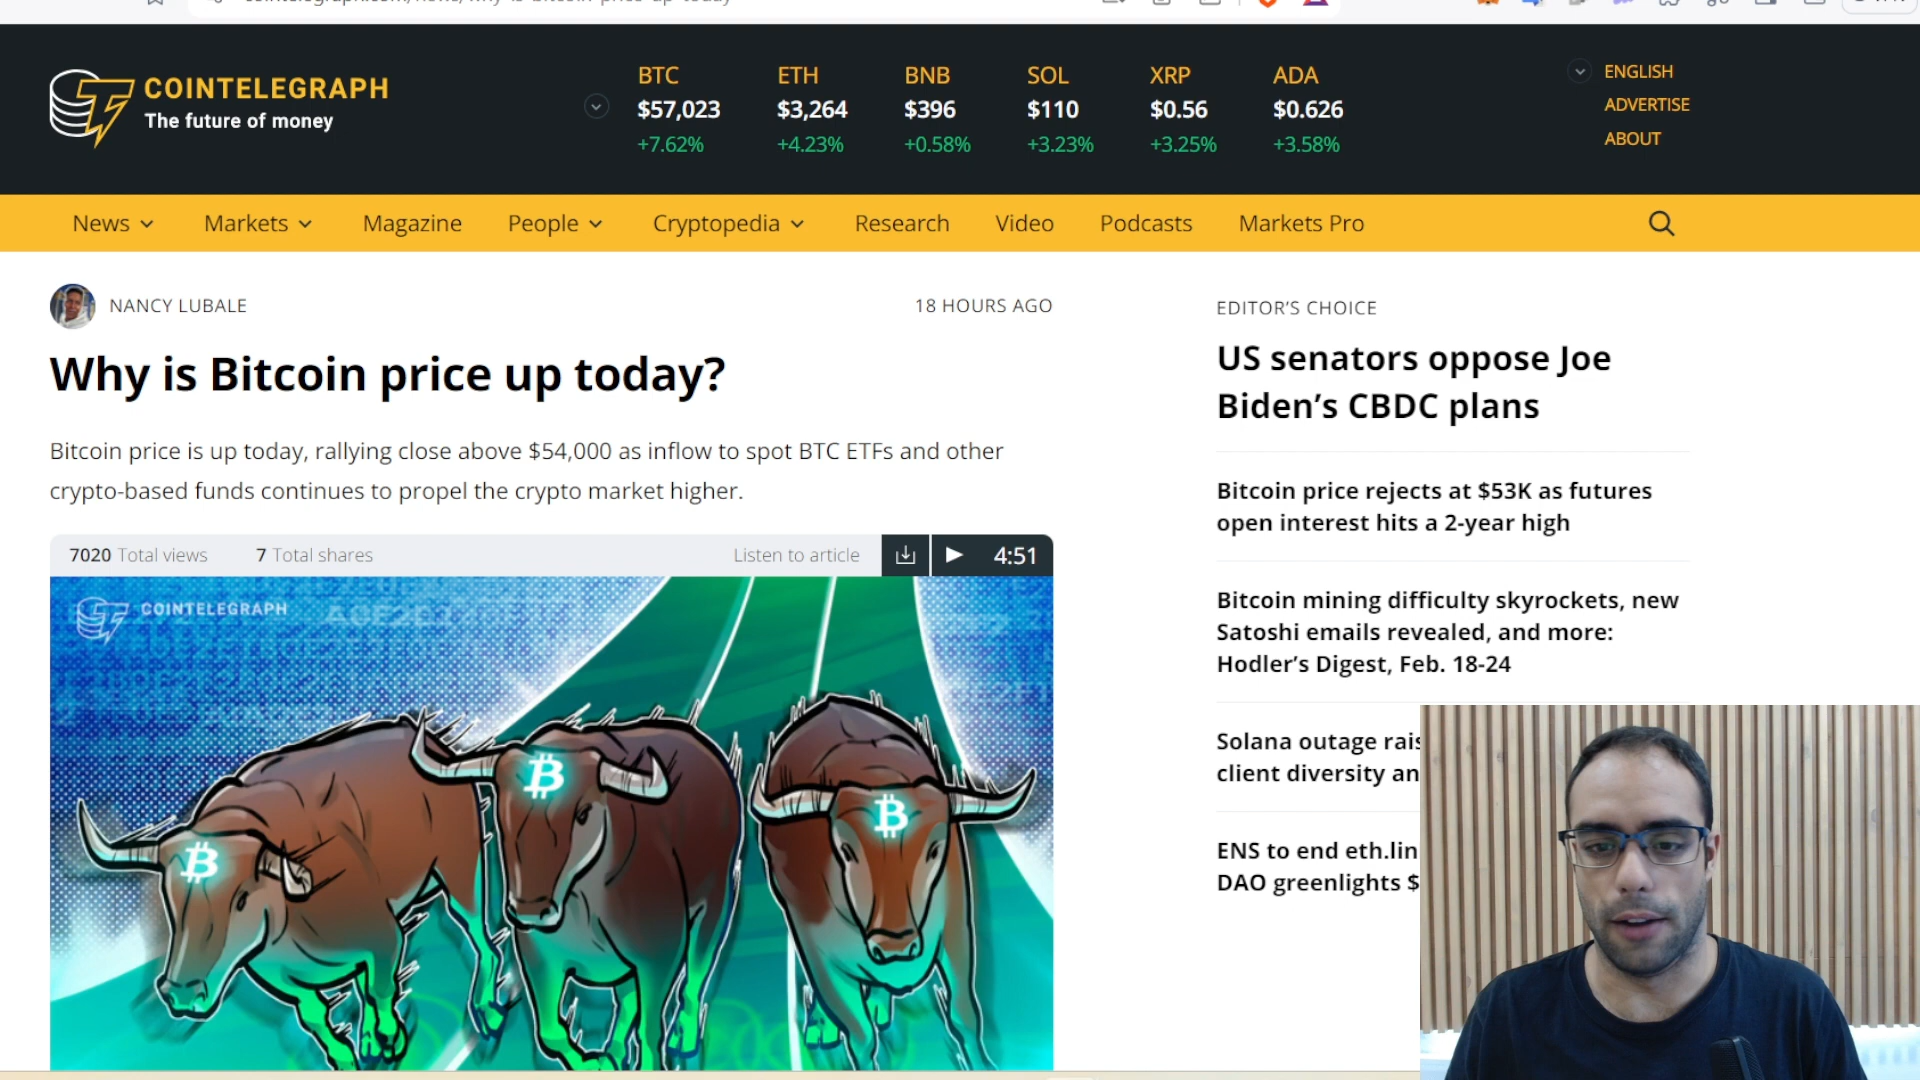 COINTELEGRAPH
The future of money
BTC
$57,023
+7.62%
ETH
$3,264
+4.23%
BNB
$396
+0.58%
SOL
$110
+3.23%
XRP
$0.56
+3.25%
ADA
$0.626
+3.58%
ENGLISH
ADVERTISE
ABOUT
News
Markets
Magazine
People
Cryptopedia
Research
Video
Podcasts
Markets Pro
NANCY LUBALE
18 HOURS AGO
Why is Bitcoin price up today?
Bitcoin price is up today, rallying close above $54,000 as inflow to spot BTC ETFs and other
crypto-based funds continues to propel the crypto market higher.
7020 Total views
7 Total shares
Listen to article
4:51
COINTELEGRAPH
EDITOR'S CHOICE
US senators oppose Joe
Biden's CBDC plans
Bitcoin price rejects at $53K as futures
open interest hits a 2-year high
Bitcoin mining difficulty skyrockets, new
Satoshi emails revealed, and more:
Hodler's Digest, Feb. 18-24
Solana outage
client diversity
ENS to end
DAO greenlights $